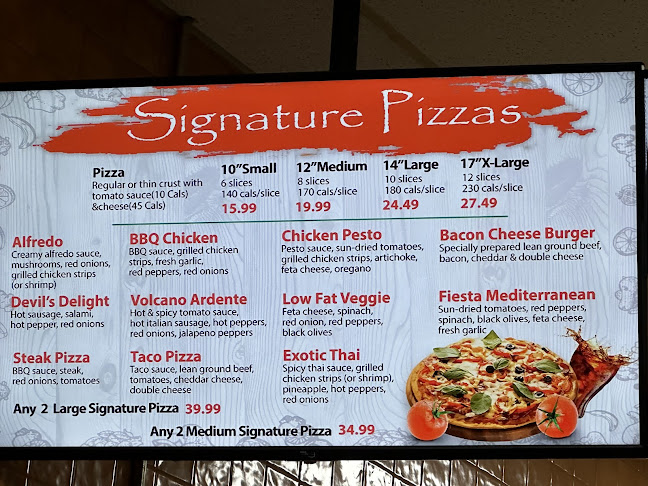 Signature Pizzas
Pizza
Regular or thin crust with
tomato sauce(10 Cals)
&cheese(45 Cals)
10"Small
6 slices
140 cals/slice
15.99
12"Medium
8 slices
170 cals/slice
19.99
14"Large
10 slices
180 cals/slice
24.49
17"X-Large
12 slices
230 cals/slice
27.49
Alfredo
Creamy alfredo sauce,
mushrooms, red onions,
grilled chicken strips
(or shrimp)
BBQ Chicken
BBQ sauce, grilled chicken
strips, fresh garlic,
red peppers, red onions
Chicken Pesto
Pesto sauce, sun-dried tomatoes,
grilled chicken strips, artichoke,
feta cheese, oregano
Bacon Cheese Burger
Specially prepared lean ground beef,
bacon, cheddar & double cheese
Devil's Delight
Hot sausage, salami,
hot pepper, red onions
Volcano Ardente
Hot & spicy tomato sauce,
hot italian sausage, hot peppers,
red onions, jalapeno peppers
Low Fat Veggie
Feta cheese, spinach,
red onion, red peppers,
black olives
Fiesta Mediterranean
Sun-dried tomatoes, red peppers,
spinach, black olives, feta cheese,
fresh garlic
Steak Pizza
BBQ sauce, steak,
red onions, tomatoes
Taco Pizza
Taco sauce, lean ground beef,
tomatoes, cheddar cheese,
double cheese
Exotic Thai
Spicy thai sauce, grilled
chicken strips (or shrimp),
pineapple, hot peppers,
red onions
Any 2 Large Signature Pizza 39.99
Any 2 Medium Signature Pizza 34.99